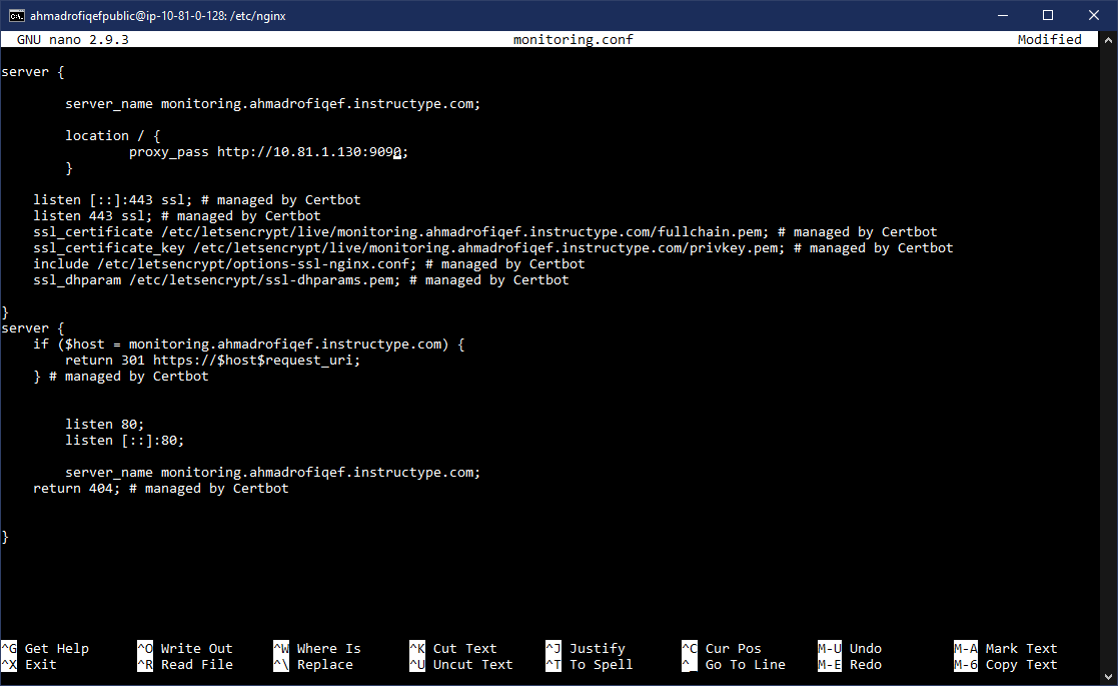 ahmadrofiqefpublic@ip-10-81-0-128: /etc/nginx
GNU nano 2.9.3 monitoring.conf Modified
server {
server_name monitoring.ahmadrofiqef.instructype.com;
location / {
proxy_pass http://10.81.1.130:9090;
}
listen [::]:443 ssl; # managed by Certbot
listen 443 ssl; # managed by Certbot
ssl_certificate /etc/letsencrypt/live/monitoring.ahmadrofiqef.instructype.com/fullchain.pem; # managed by Certbot
ssl_certificate_key /etc/letsencrypt/live/monitoring.ahmadrofiqef.instructype.com/privkey.pem; # managed by Certbot
include /etc/letsencrypt/options-ssl-nginx.conf; # managed by Certbot
ssl_dhparam /etc/letsencrypt/ssl-dhparams.pem; # managed by Certbot
}
server {
if ($host = monitoring.ahmadrofiqef.instructype.com) {
return 301 https://$host$request_uri;
} # managed by Certbot
listen 80;
listen [::]:80;
server_name monitoring.ahmadrofiqef.instructype.com;
return 404; # managed by Certbot
}
^G Get Help ^O Write Out ^W Where Is ^K Cut Text ^J Justify ^C Cur Pos M-U Undo M-A Mark Text
^X Exit ^R Read File ^\ Replace ^U Uncut Text ^T To Spell ^_ Go To Line M-E Redo M-6 Copy Text